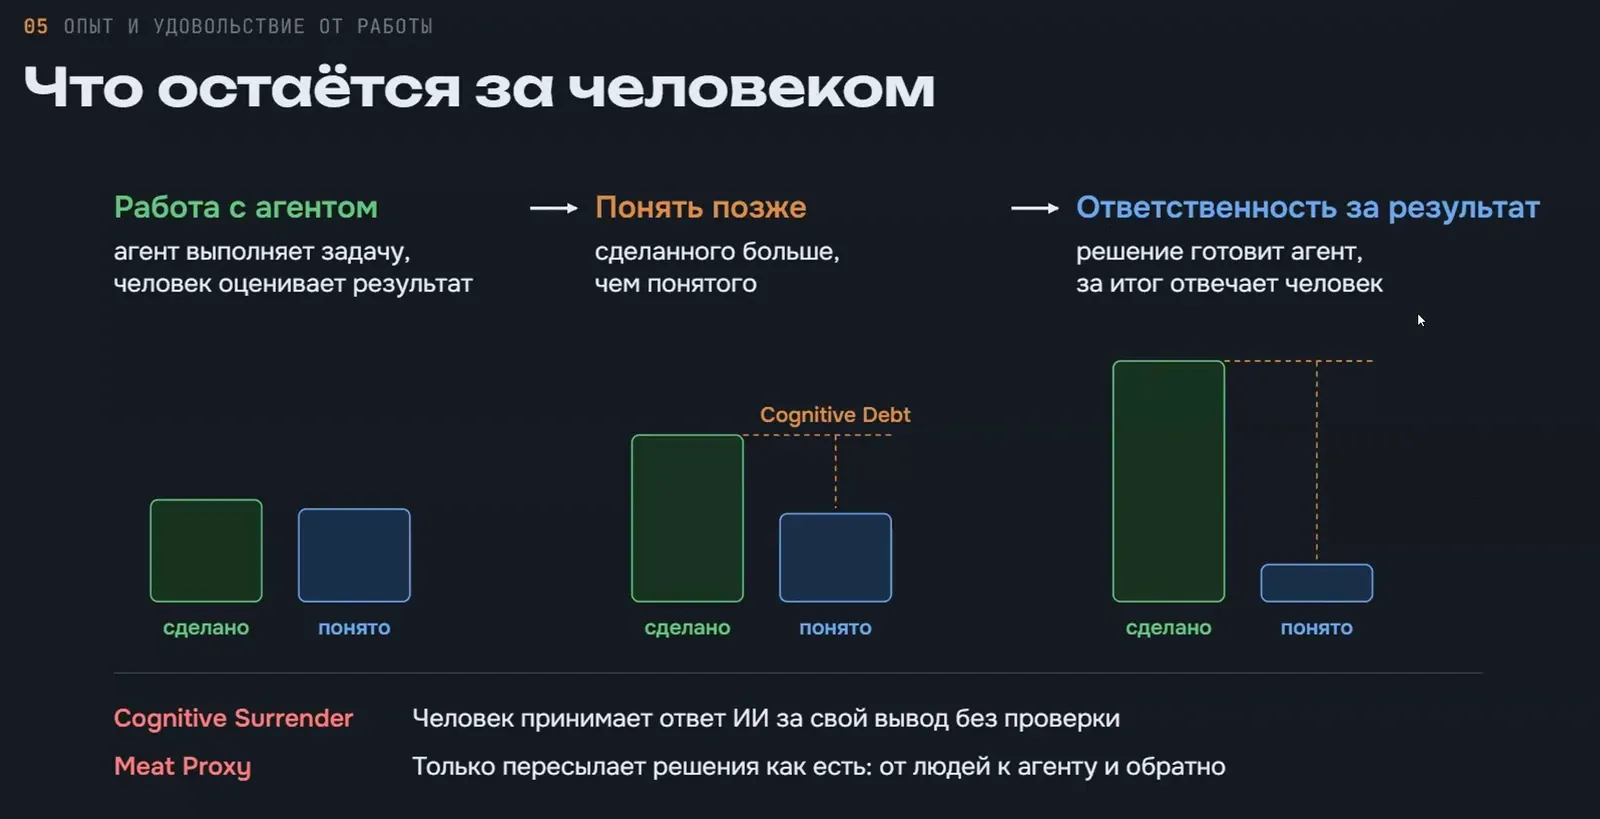 05 ОПЫТ И УДОВОЛЬСТВИЕ ОТ РАБОТЫ
Что остаётся за человеком
Работа с агентом
агент выполняет задачу,
человек оценивает результат
Понять позже
сделанного больше,
чем понятого
Ответственность за результат
решение готовит агент,
за итог отвечает человек
сделано
понято
Cognitive Debt
сделано
понято
сделано
понято
Cognitive Surrender
Человек принимает ответ ИИ за свой вывод без проверки
Meat Proxy
Только пересылает решения как есть: от людей к агенту и обратно